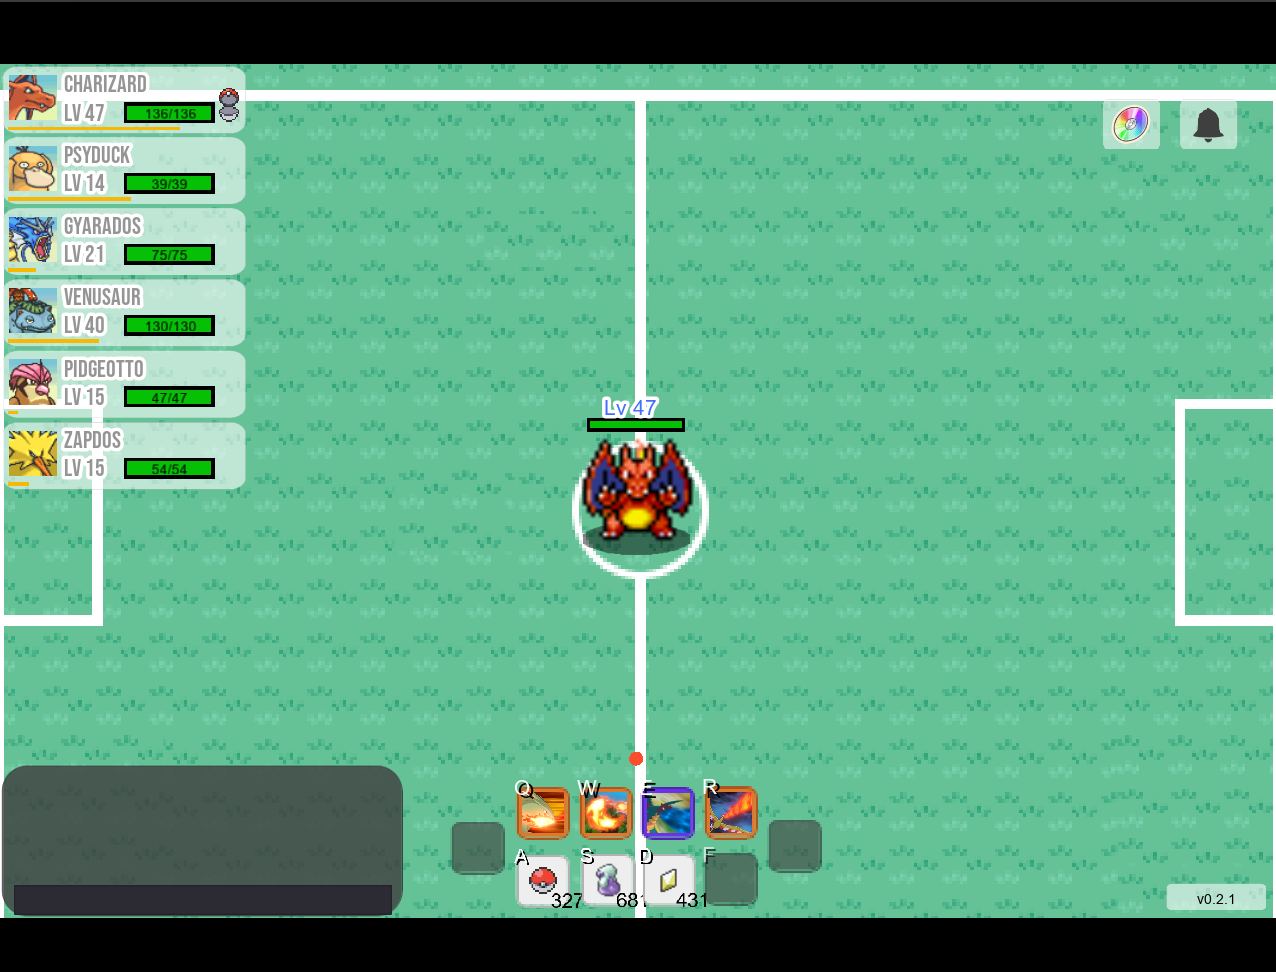 CHARIZARD
LV 47
136/136
PSYDUCK
LV 14
39/39
GYARADOS
LV 21
75/75
VENUSAUR
LV 40
130/130
PIDGEOTTO
LV 15
47/47
ZAPDOS
LV 15
54/54
Lv 47
Q W E R
A S D F
327 681 431
v0.2.1